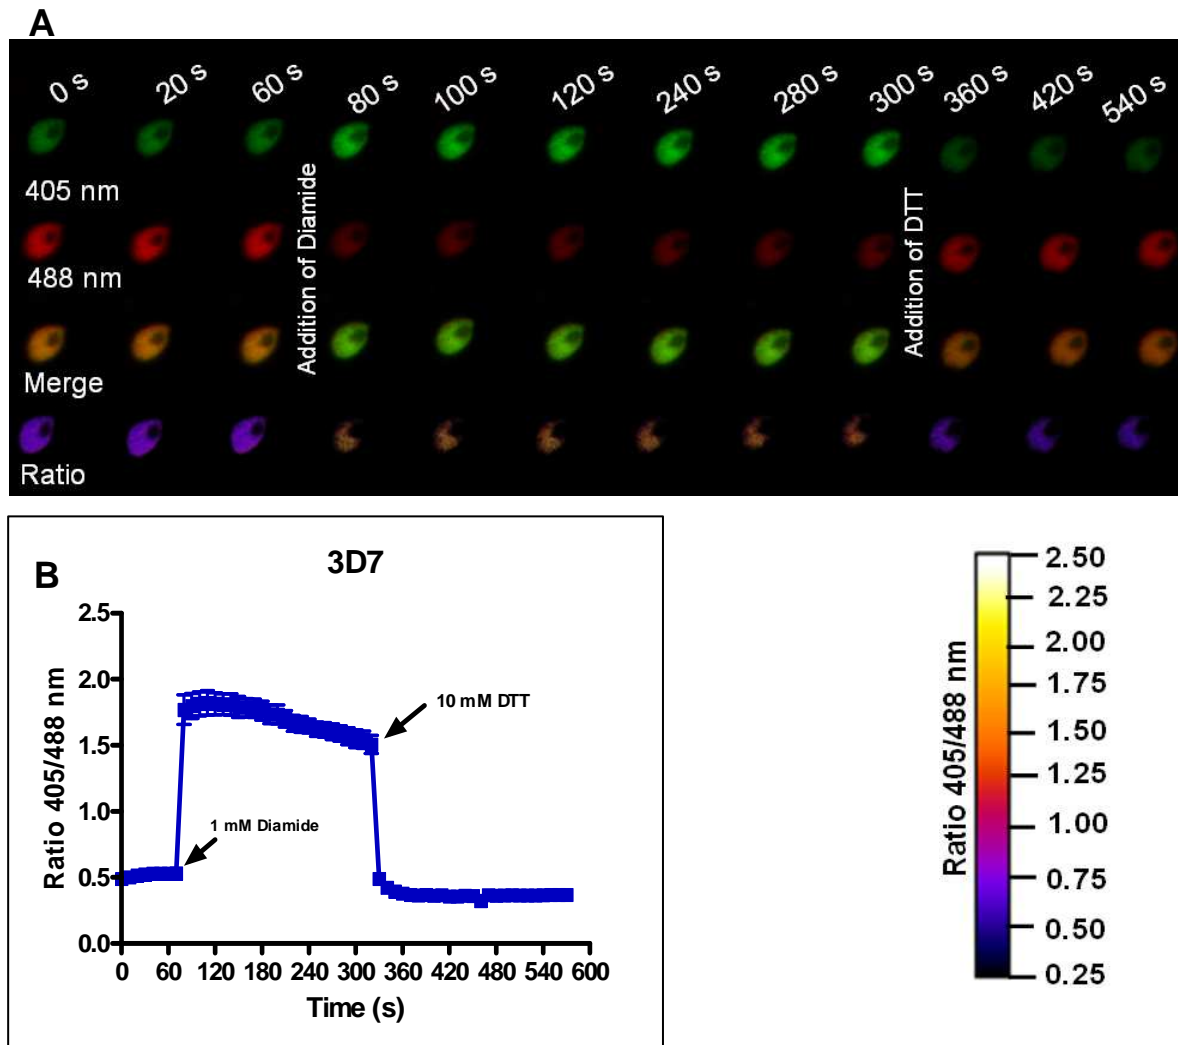 A
0 s 20 s 60 s 80 s 100 s 120 s 240 s 280 s 300 s 360 s 420 s 540 s
405 nm
488 nm
Merge
Ratio
Addition of Diamide
Addition of DTT
B
3D7
Ratio 405/488 nm
2.5
2.0
1.5
1.0
0.5
0.0
10 mM DTT
1 mM Diamide
0 60 120 180 240 300 360 420 480 540 600
Time (s)
Ratio 405/488 nm
2.50
2.25
2.00
1.75
1.50
1.25
1.00
0.75
0.50
0.25